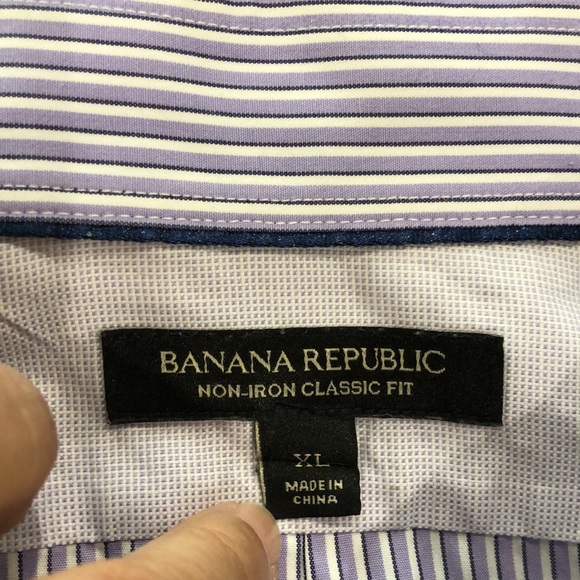 BANANA REPUBLIC
NON-IRON CLASSIC FIT
XL
MADE IN
CHINA